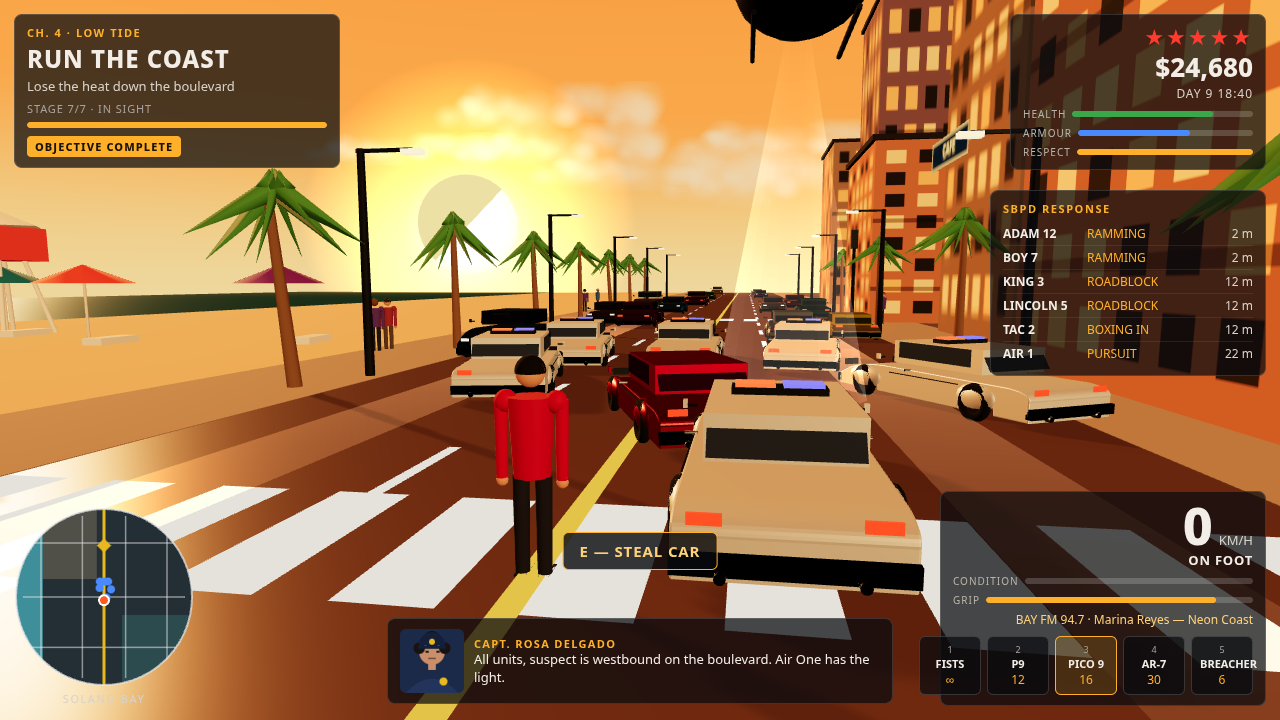 CH. 4 · LOW TIDE
RUN THE COAST
Lose the heat down the boulevard
STAGE 7/7 · IN SIGHT
OBJECTIVE COMPLETE
★★★★★
$24,680
DAY 9 18:40
HEALTH
ARMOUR
RESPECT
CAFE
SBPD RESPONSE
ADAM 12 RAMMING 2 m
BOY 7 RAMMING 2 m
KING 3 ROADBLOCK 12 m
LINCOLN 5 ROADBLOCK 12 m
TAC 2 BOXING IN 12 m
AIR 1 PURSUIT 22 m
E — STEAL CAR
0 KM/H
ON FOOT
CONDITION
GRIP
BAY FM 94.7 · Marina Reyes — Neon Coast
1 2 3 4 5
FISTS P9 PICO 9 AR-7 BREACHER
∞ 12 16 30 6
CAPT. ROSA DELGADO
All units, suspect is westbound on the boulevard. Air One has the
light.
SOLANO BAY